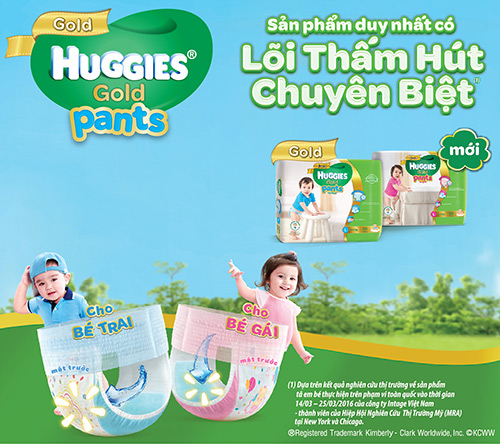 Gold
HUGGIES®
Gold
pants
Sản phẩm duy nhất có
Lõi Thấm Hút
Chuyên Biệt(1)
Gold
mới
HUGGIES
Gold
pants
HUGGIES
pants
Cho
BÉ TRAI
mặt trước
Cho
BÉ GÁI
mặt trước
(1) Dựa trên kết quả nghiên cứu thị trường về sản phẩm
tã em bé thực hiện trên phạm vi toàn quốc vào thời gian
14/03 – 25/03/2016 của công ty Intage Việt Nam
- thành viên của Hiệp Hội Nghiên Cứu Thị Trường Mỹ (MRA)
tại New York và Chicago.
®Registered Trademark Kimberly - Clark Worldwide, Inc. ©KCWW